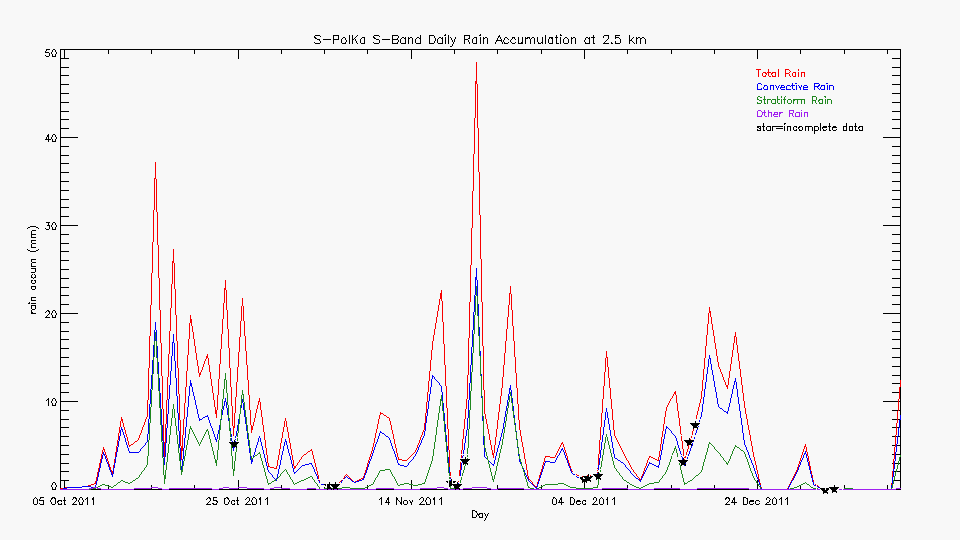 S-PolKa S-Band Daily Rain Accumulation at 2.5 km
Total Rain
Convective Rain
Stratiform Rain
Other Rain
star=incomplete data
50
40
30
20
10
0
rain accum (mm)
05 Oct 2011 25 Oct 2011 14 Nov 2011 04 Dec 2011 24 Dec 2011
Day